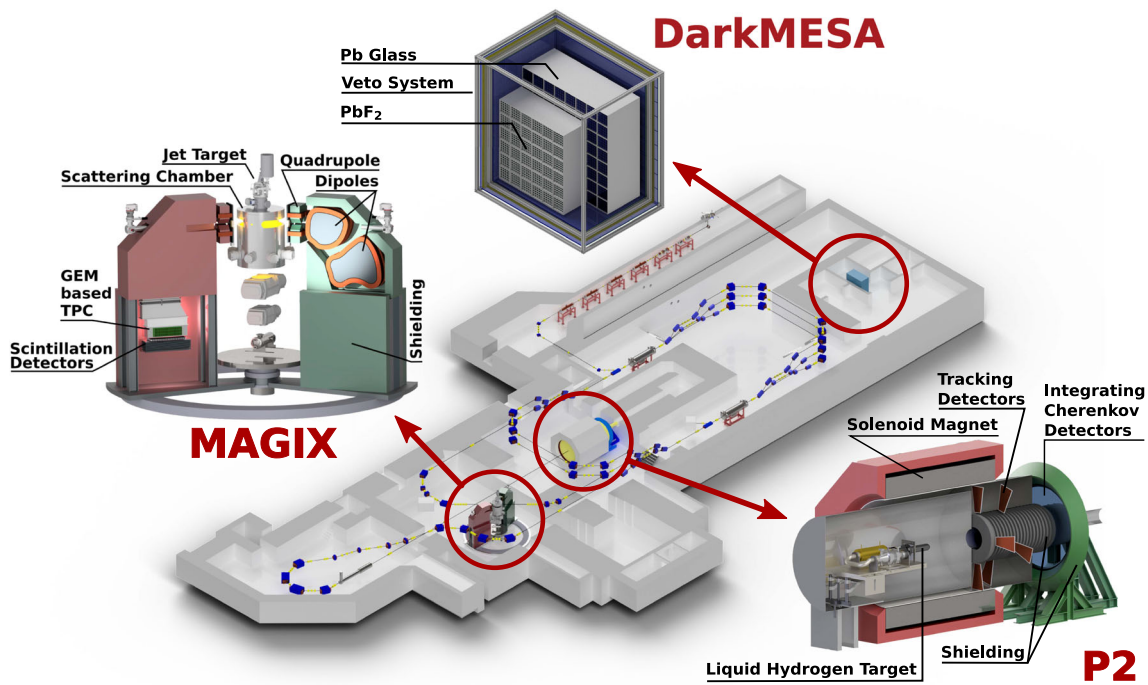 DarkMESA
Pb Glass
Veto System
PbF₂
Jet Target
Scattering Chamber
Quadrupole
Dipoles
GEM
based
TPC
Scintillation
Detectors
Shielding
MAGIX
Tracking
Detectors
Integrating
Cherenkov
Detectors
Solenoid Magnet
Liquid Hydrogen Target
Shielding
P2